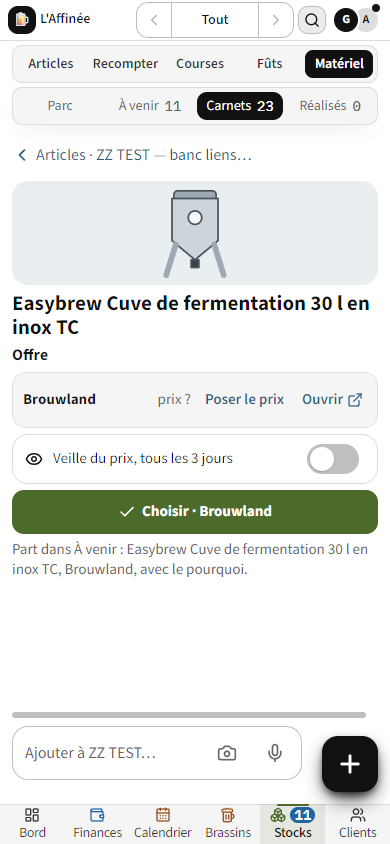 L'Affinée
Tout
G
A
Articles
Recompter
Courses
Fûts
Matériel
Parc
À venir 11
Carnets 23
Réalisés 0
Articles · ZZ TEST — banc liens…
Easybrew Cuve de fermentation 30 l en
inox TC
Offre
Brouwland
prix ?
Poser le prix
Ouvrir
Veille du prix, tous les 3 jours
Choisir · Brouwland
Part dans À venir : Easybrew Cuve de fermentation 30 l en
inox TC, Brouwland, avec le pourquoi.
Ajouter à ZZ TEST…
11
Bord
Finances
Calendrier
Brassins
Stocks
Clients